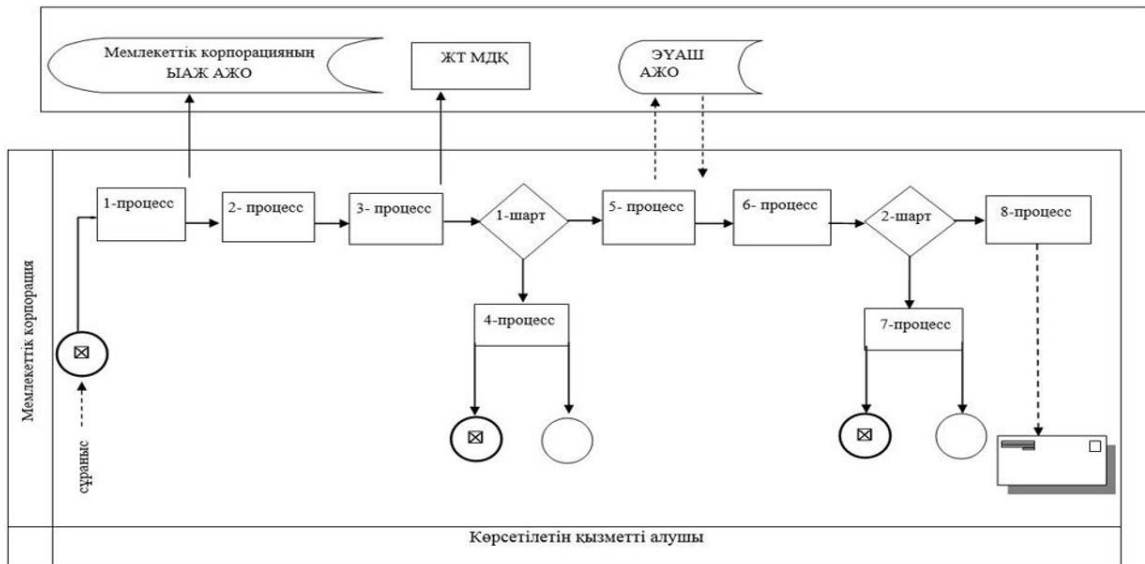 Мемлекеттік корпорацияның
ЫАЖ АЖО
ЖТ МДҚ
ЭҮАШ
АЖО
1-процесс
2- процесс
3- процесс
1-шарт
5- процесс
6- процесс
2-шарт
8-процесс
4-процесс
7-процесс
Мемлекеттік корпорация
сұраныс
Көрсетілетін қызметті алушы